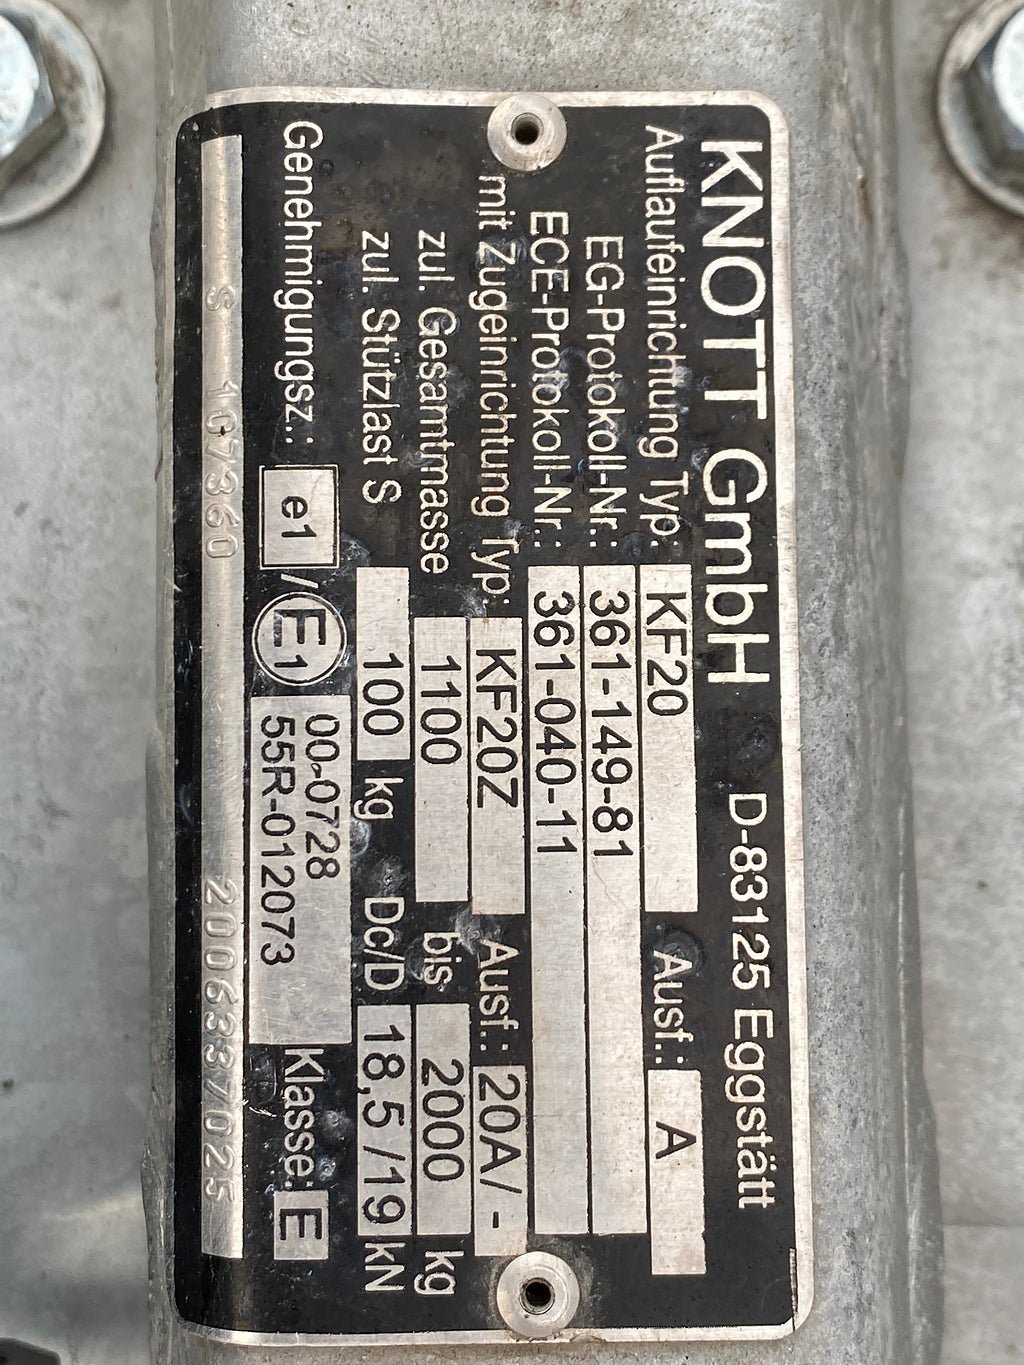 KNOTT GmbH D-83125 Eggstätt
Auflaufeinrichtung Typ: KF20 Ausf.: A
EG-Protokoll-Nr.: 361-149-81
ECE-Protokoll-Nr.: 361-040-11
mit Zugeinrichtung Typ: KF20Z Ausf.: 20A/-
zul. Gesamtmasse 1100 bis 2000 kg
zul. Stützlast S 100 kg Dc/D 18,5/19 kN
Genehmigungsz.: e1 / E1 00-0728 Klasse: E
55R-012073
S 1C7360 2006337025